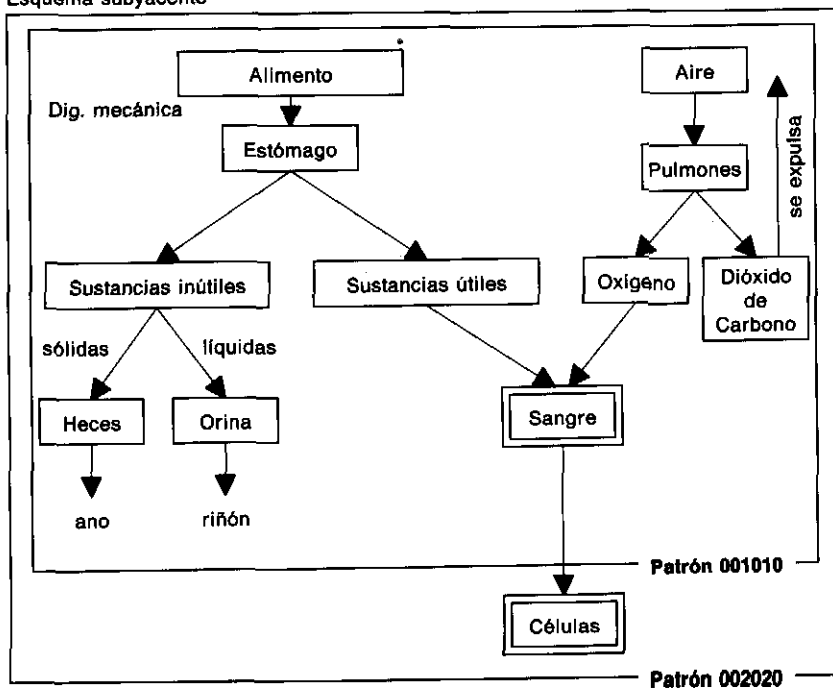 Esquema subyacente
Alimento
Aire
Dig. mecánica
Estómago
Pulmones
se expulsa
Sustancias inútiles
Sustancias útiles
Oxígeno
Dióxido
de
Carbono
sólidas
líquidas
Heces
Orina
Sangre
ano
riñón
Patrón 001010
Células
Patrón 002020